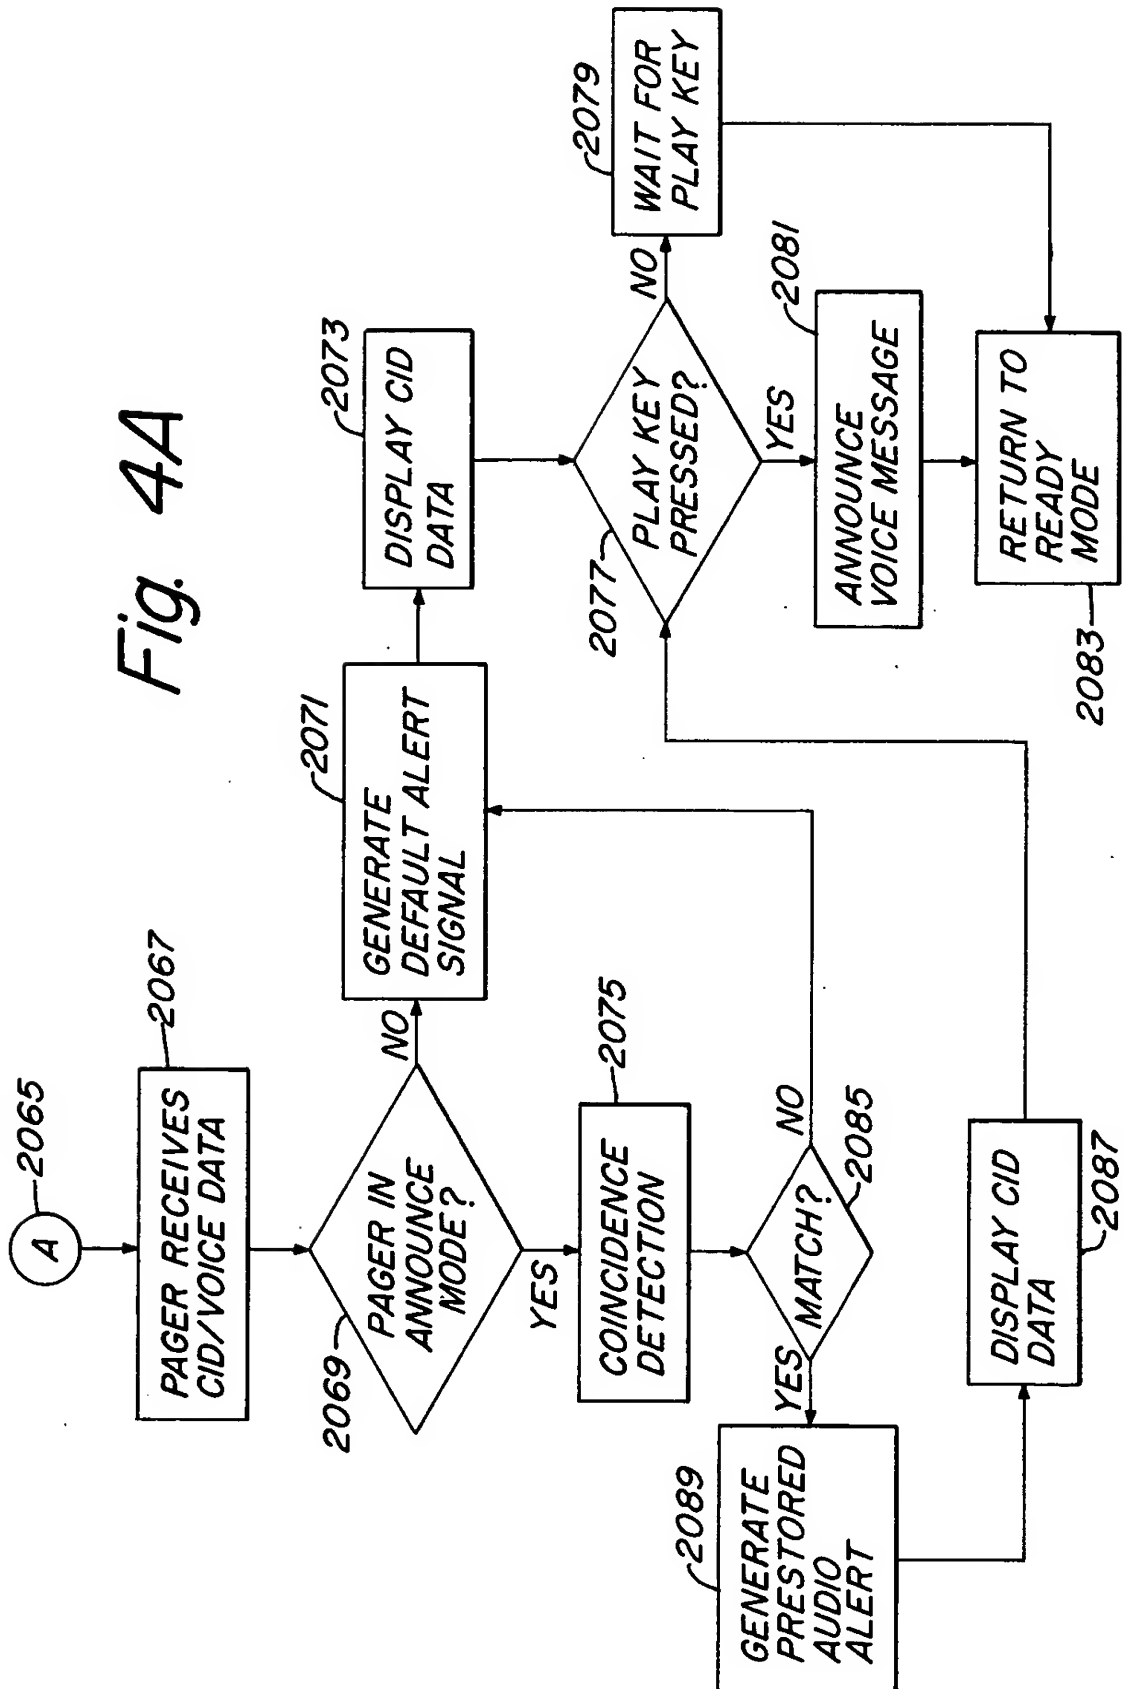 Fig. 4A
A
2065
PAGER RECEIVES
CID/VOICE DATA
2067
PAGER IN
ANNOUNCE
MODE?
2069
NO
YES
GENERATE
DEFAULT ALERT
SIGNAL
2071
DISPLAY CID
DATA
2073
COINCIDENCE
DETECTION
2075
MATCH?
2085
NO
YES
GENERATE
PRESTORED
AUDIO
ALERT
2089
DISPLAY CID
DATA
2087
PLAY KEY
PRESSED?
2077
NO
YES
WAIT FOR
PLAY KEY
2079
ANNOUNCE
VOICE MESSAGE
2081
RETURN TO
READY
MODE
2083